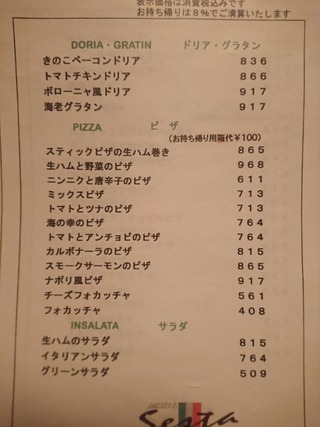 表示価格は消費税込みです
お持ち帰りは8％でご清算いたします
DORIA・GRATIN ドリア・グラタン
きのこベーコンドリア 836
トマトチキンドリア 866
ボローニャ風ドリア 917
海老グラタン 917
PIZZA ピザ
(お持ち帰り用箱代￥100)
スティックピザの生ハム巻き 865
生ハムと野菜のピザ 968
ニンニクと唐辛子のピザ 611
ミックスピザ 713
トマトとツナのピザ 713
海の幸のピザ 764
トマトとアンチョビのピザ 764
カルボナーラのピザ 815
スモークサーモンのピザ 865
ナポリ風ピザ 917
チーズフォカッチャ 561
フォカッチャ 408
INSALATA サラダ
生ハムのサラダ 815
イタリアンサラダ 764
グリーンサラダ 509